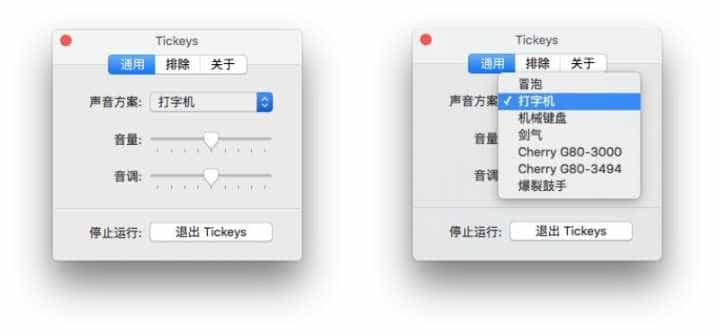 Tickeys
通用 排除 关于
声音方案: 打字机
音量:
音调:
停止运行: 退出 Tickeys
Tickeys
通用 排除 关于
声音方案
音量
音调
冒泡
✓ 打字机
机械键盘
剑气
Cherry G80-3000
Cherry G80-3494
爆裂鼓手
停止运行: 退出 Tickeys